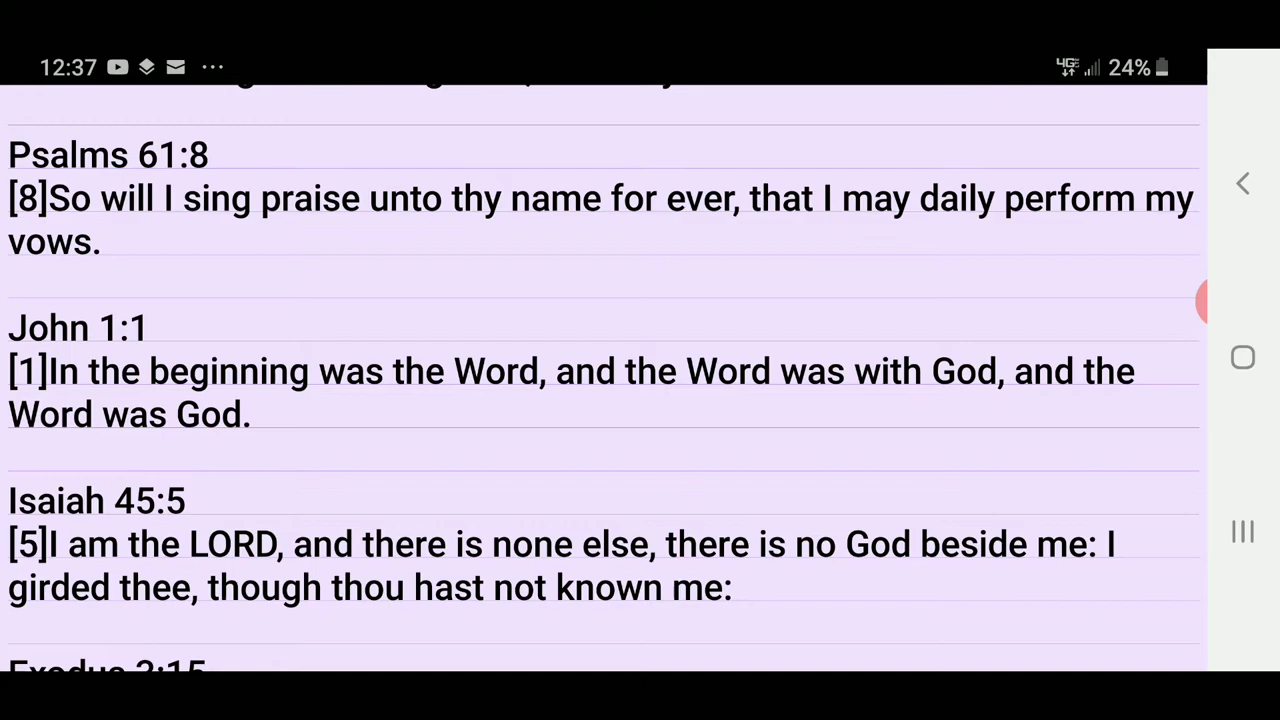 12:37
24%
Psalms 61:8
[8]So will I sing praise unto thy name for ever, that I may daily perform my
vows.
John 1:1
[1]In the beginning was the Word, and the Word was with God, and the
Word was God.
Isaiah 45:5
[5]I am the LORD, and there is none else, there is no God beside me: I
girded thee, though thou hast not known me: